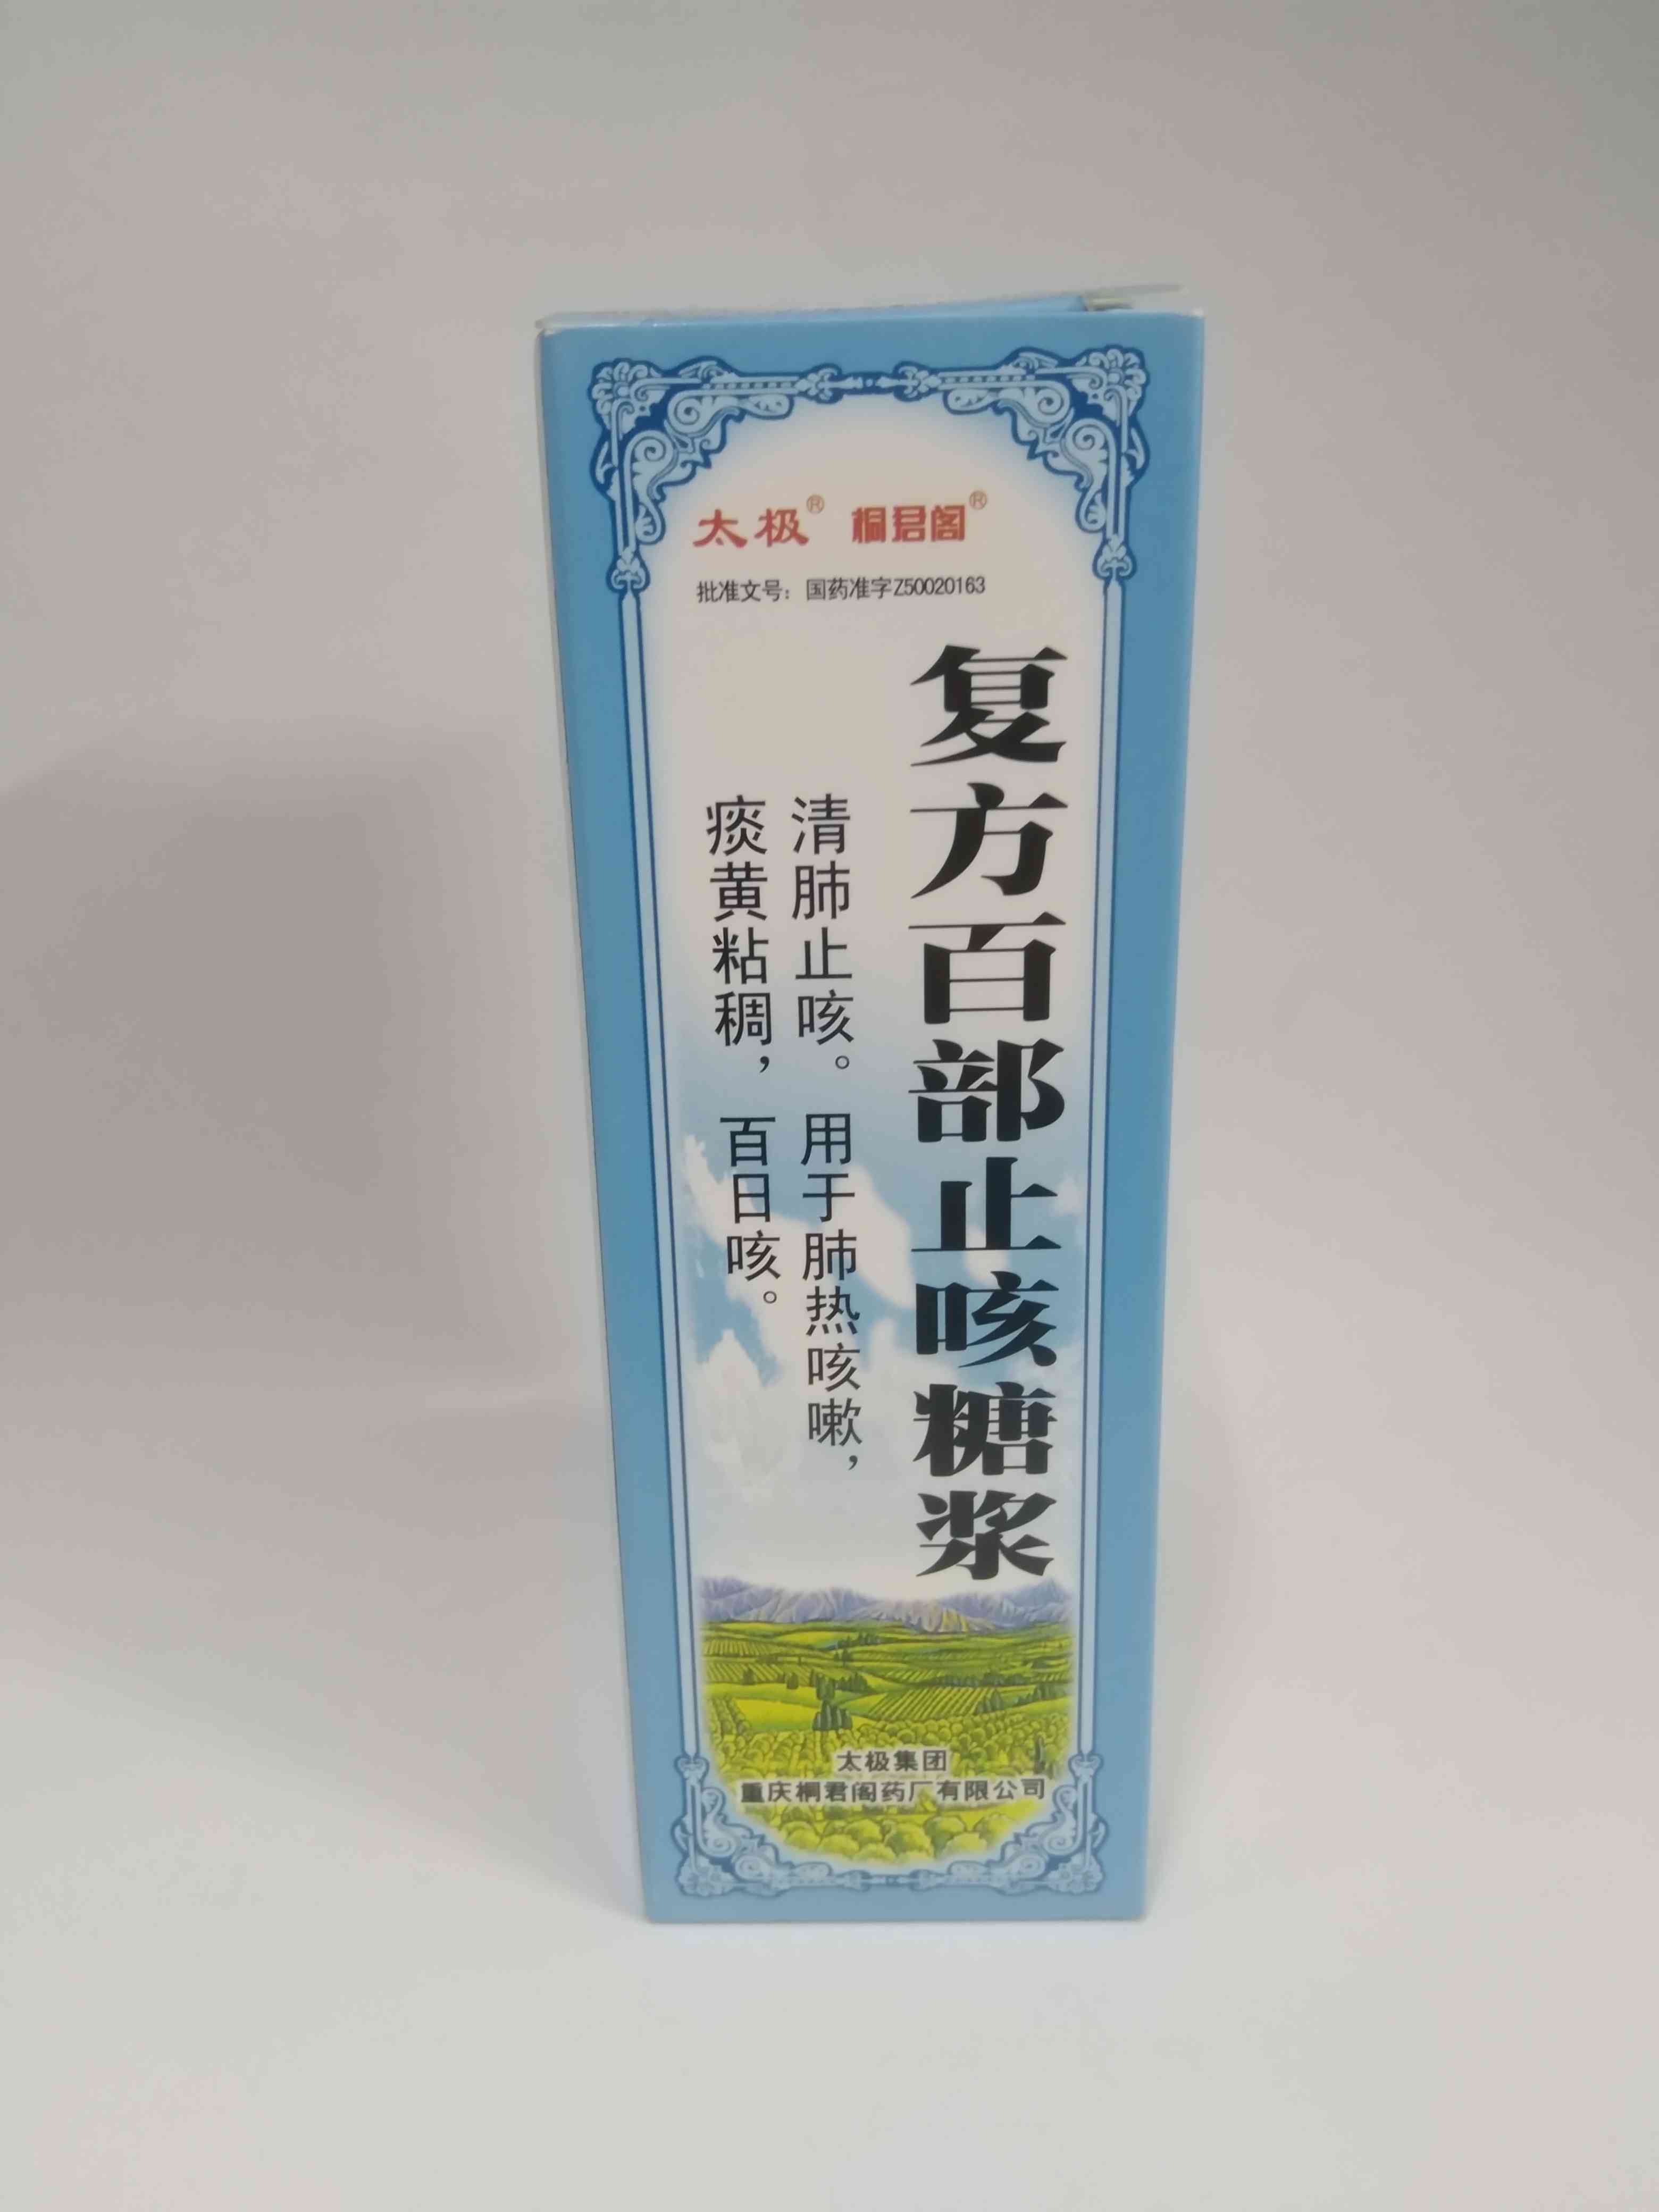 太极® 桐君阁®
批准文号：国药准字Z50020163
复方百部止咳糖浆
清肺止咳。用于肺热咳嗽，
痰黄粘稠，百日咳。
太极集团
重庆桐君阁药厂有限公司